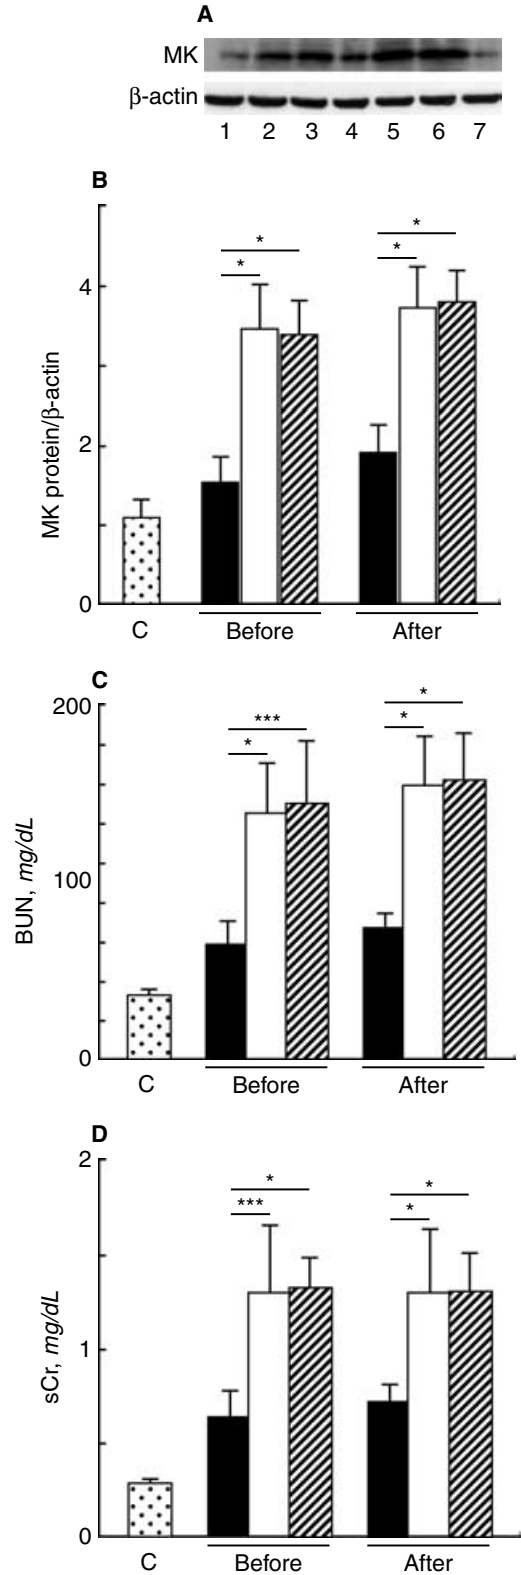 A
MK
β-actin
1 2 3 4 5 6 7
B
MK protein/β-actin
4
2
0
* *
* *
C Before After
C
BUN, mg/dL
200
100
0
*** *
* *
C Before After
D
sCr, mg/dL
2
1
0
* *
*** *
C Before After